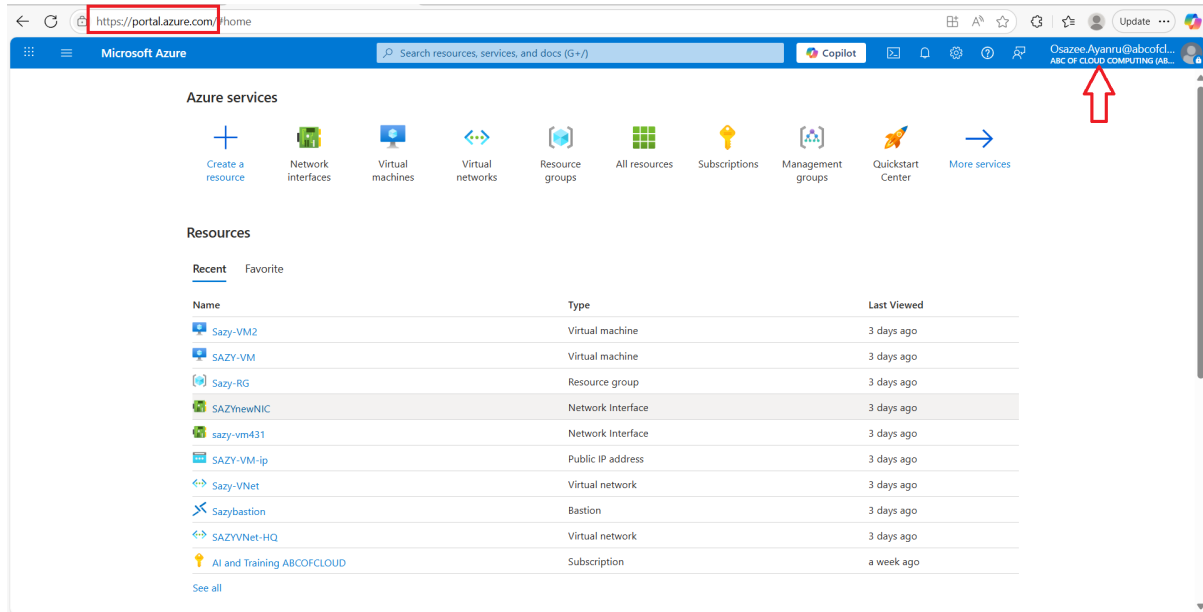 https://portal.azure.com/#home
Update
Microsoft Azure
Search resources, services, and docs (G+/)
Copilot
Osazee.Ayanru@abcofcl...
ABC OF CLOUD COMPUTING (AB...
Azure services
Create a resource
Network interfaces
Virtual machines
Virtual networks
Resource groups
All resources
Subscriptions
Management groups
Quickstart Center
More services
Resources
Recent Favorite
Name Type Last Viewed
Sazy-VM2 Virtual machine 3 days ago
SAZY-VM Virtual machine 3 days ago
Sazy-RG Resource group 3 days ago
SAZYnewNIC Network Interface 3 days ago
sazy-vm431 Network Interface 3 days ago
SAZY-VM-ip Public IP address 3 days ago
Sazy-VNet Virtual network 3 days ago
Sazybastion Bastion 3 days ago
SAZYVNet-HQ Virtual network 3 days ago
AI and Training ABCOFCLOUD Subscription a week ago
See all